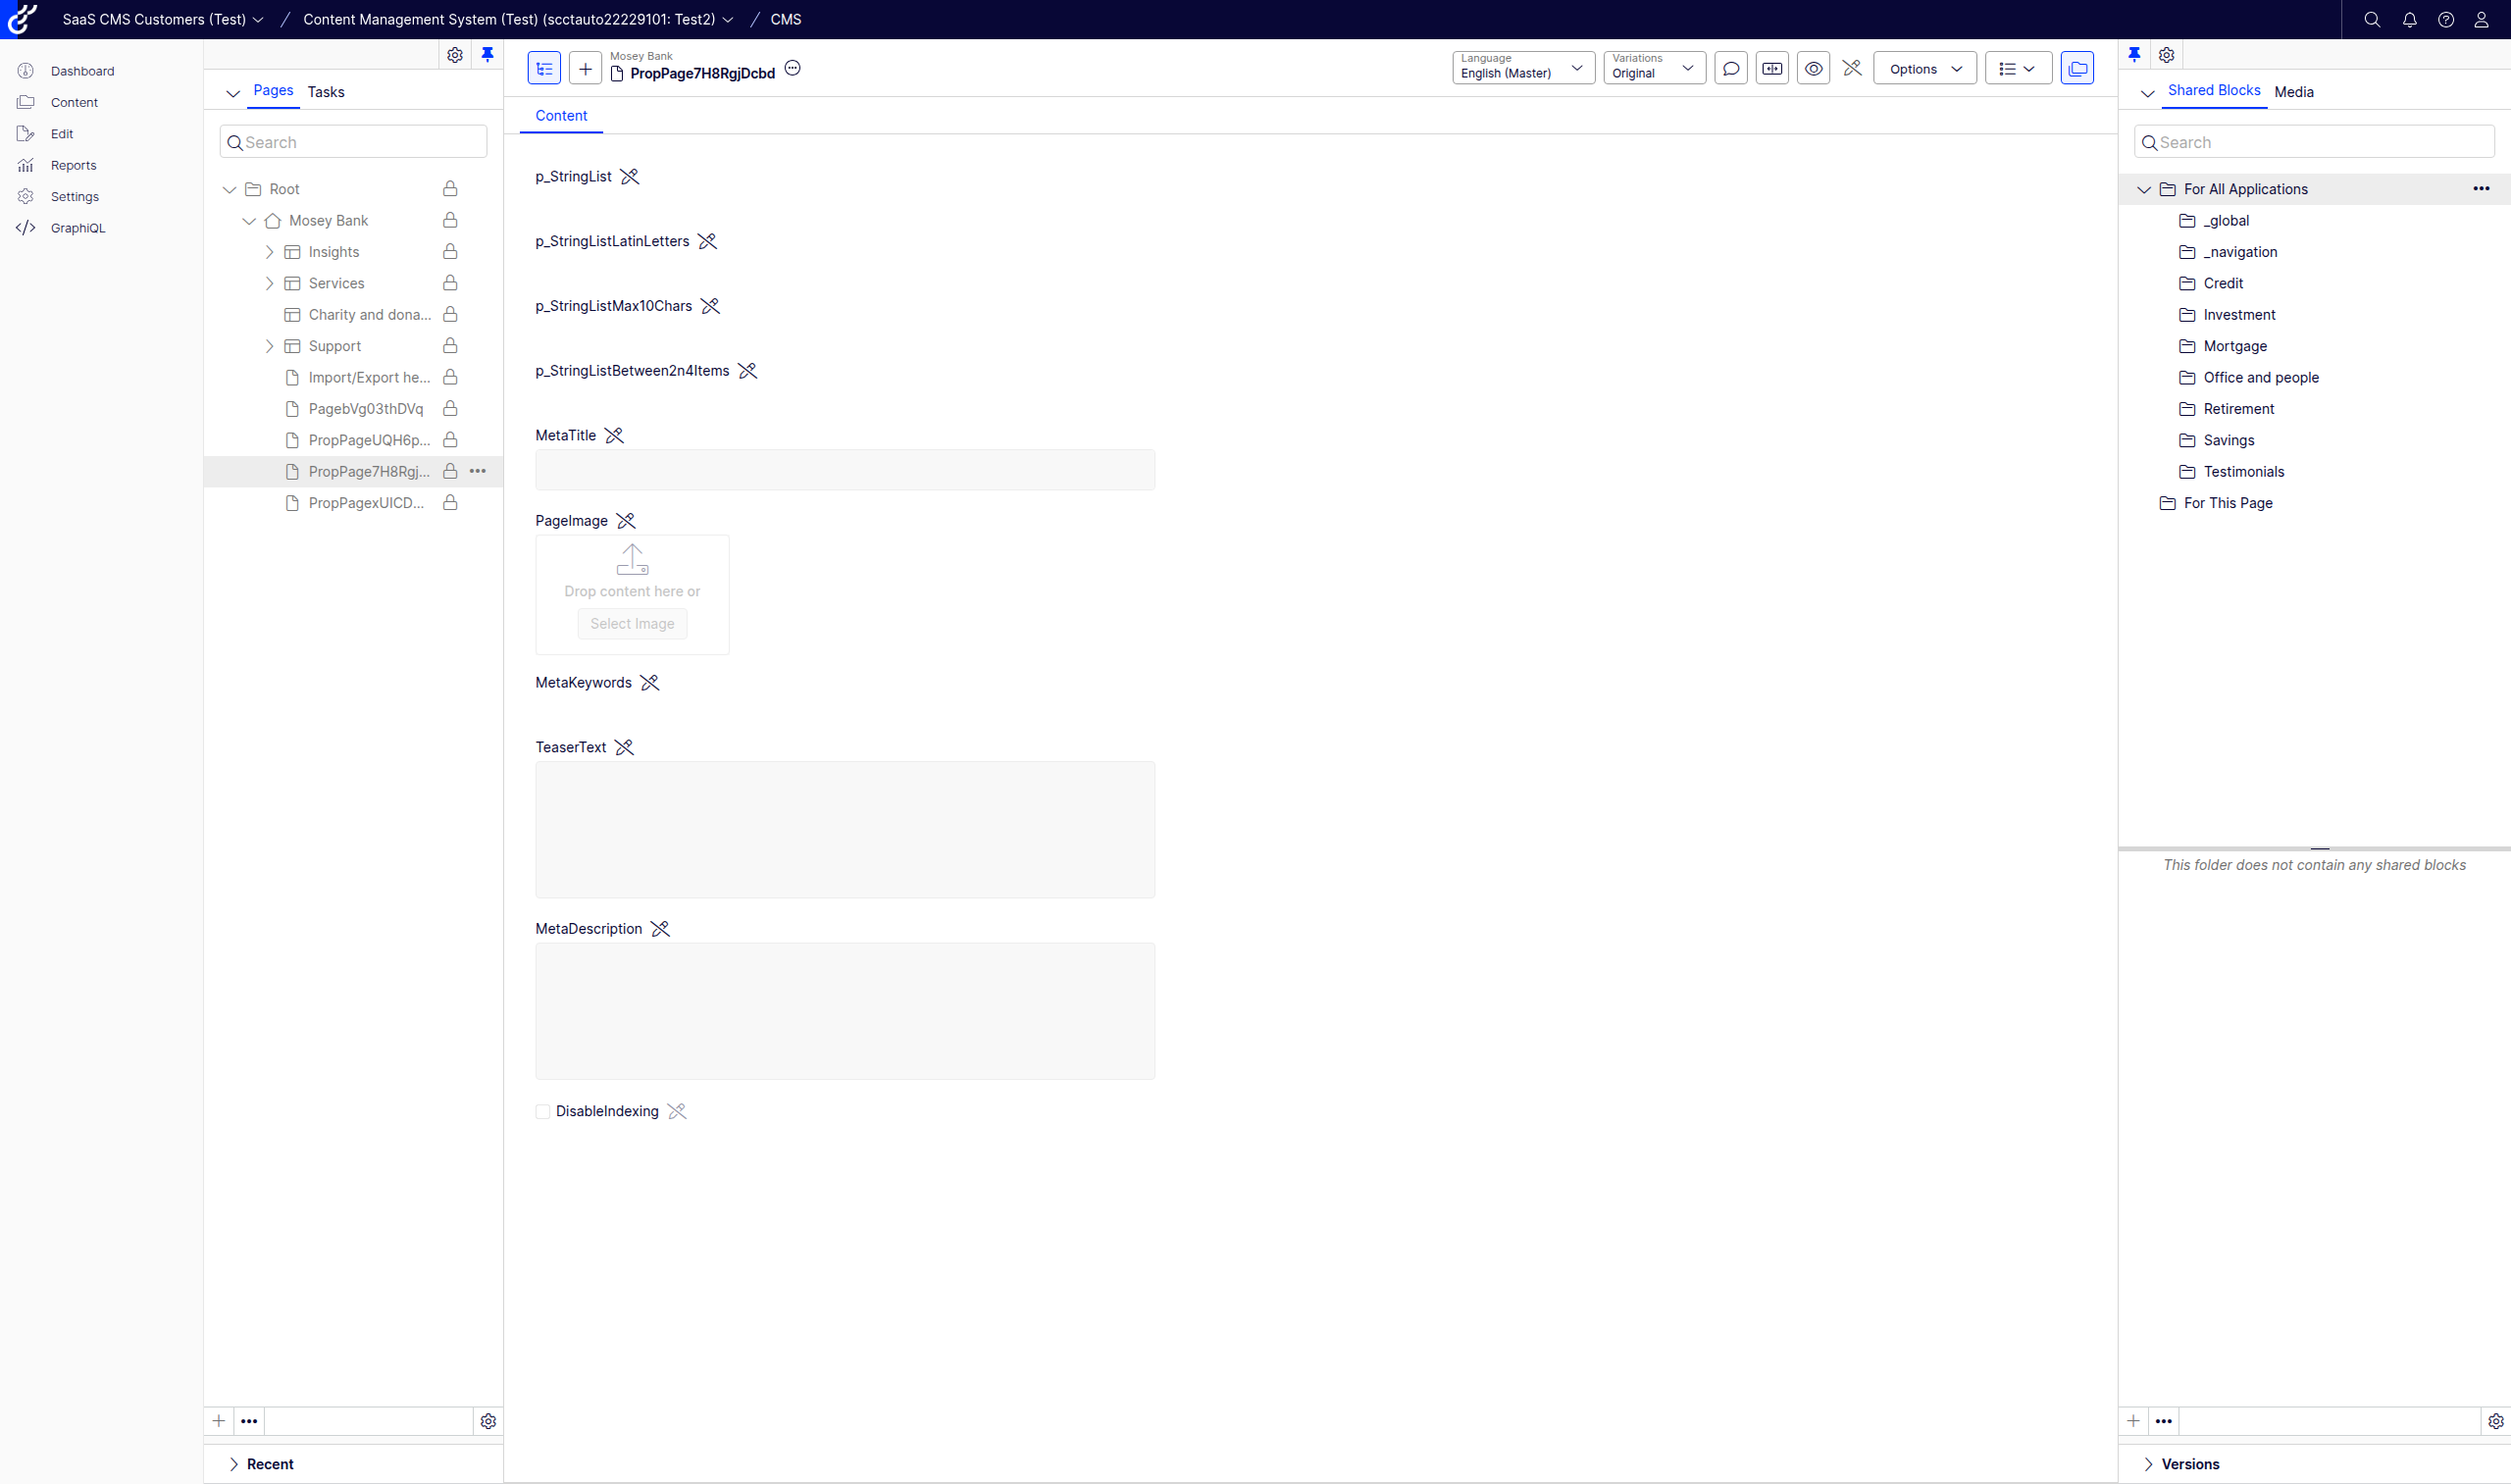 SaaS CMS Customers (Test)
Content Management System (Test) (scctauto22229101: Test2)
CMS
Dashboard
Content
Edit
Reports
Settings
GraphiQL
Pages
Tasks
Search
Root
Mosey Bank
Insights
Services
Charity and dona...
Support
Import/Export he...
PagebVg03thDVq
PropPageUQH6p...
PropPage7H8Rgj...
PropPagexUICD...
Recent
Mosey Bank
PropPage7H8RgjDcbd
Language
English (Master)
Variations
Original
Options
Content
p_StringList
p_StringListLatinLetters
p_StringListMax10Chars
p_StringListBetween2n4Items
MetaTitle
PageImage
Drop content here or
Select Image
MetaKeywords
TeaserText
MetaDescription
DisableIndexing
Shared Blocks
Media
Search
For All Applications
_global
_navigation
Credit
Investment
Mortgage
Office and people
Retirement
Savings
Testimonials
For This Page
This folder does not contain any shared blocks
Versions